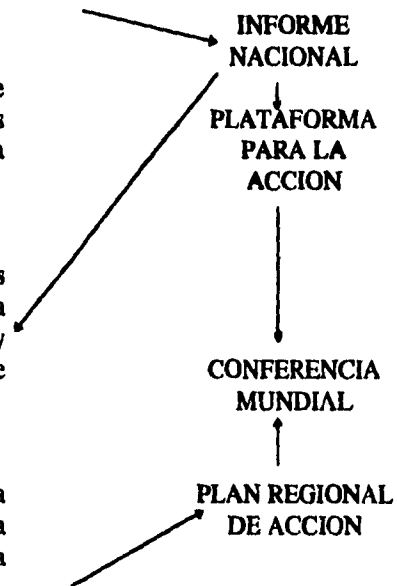 INFORME
NACIONAL
PLATAFORMA
PARA LA
ACCION
CONFERENCIA
MUNDIAL
PLAN REGIONAL
DE ACCION